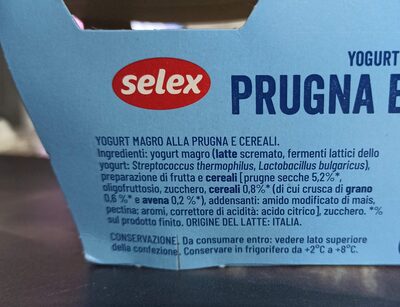 selex
YOGURT
PRUGNA E
YOGURT MAGRO ALLA PRUGNA E CEREALI.
Ingredienti: yogurt magro (latte scremato, fermenti lattici dello
yogurt: Streptococcus thermophilus, Lactobacillus bulgaricus),
preparazione di frutta e cereali [prugne secche 5,2%*,
oligofruttosio, zucchero, cereali 0,8%* (di cui crusca di grano
0,6 %* e avena 0,2 %*), addensanti: amido modificato di mais,
pectina; aromi, correttore di acidità: acido citrico], zucchero. *%
sul prodotto finito. ORIGINE DEL LATTE: ITALIA.
CONSERVAZIONE. Da consumare entro: vedere lato superiore
della confezione. Conservare in frigorifero da +2°C a +8°C.